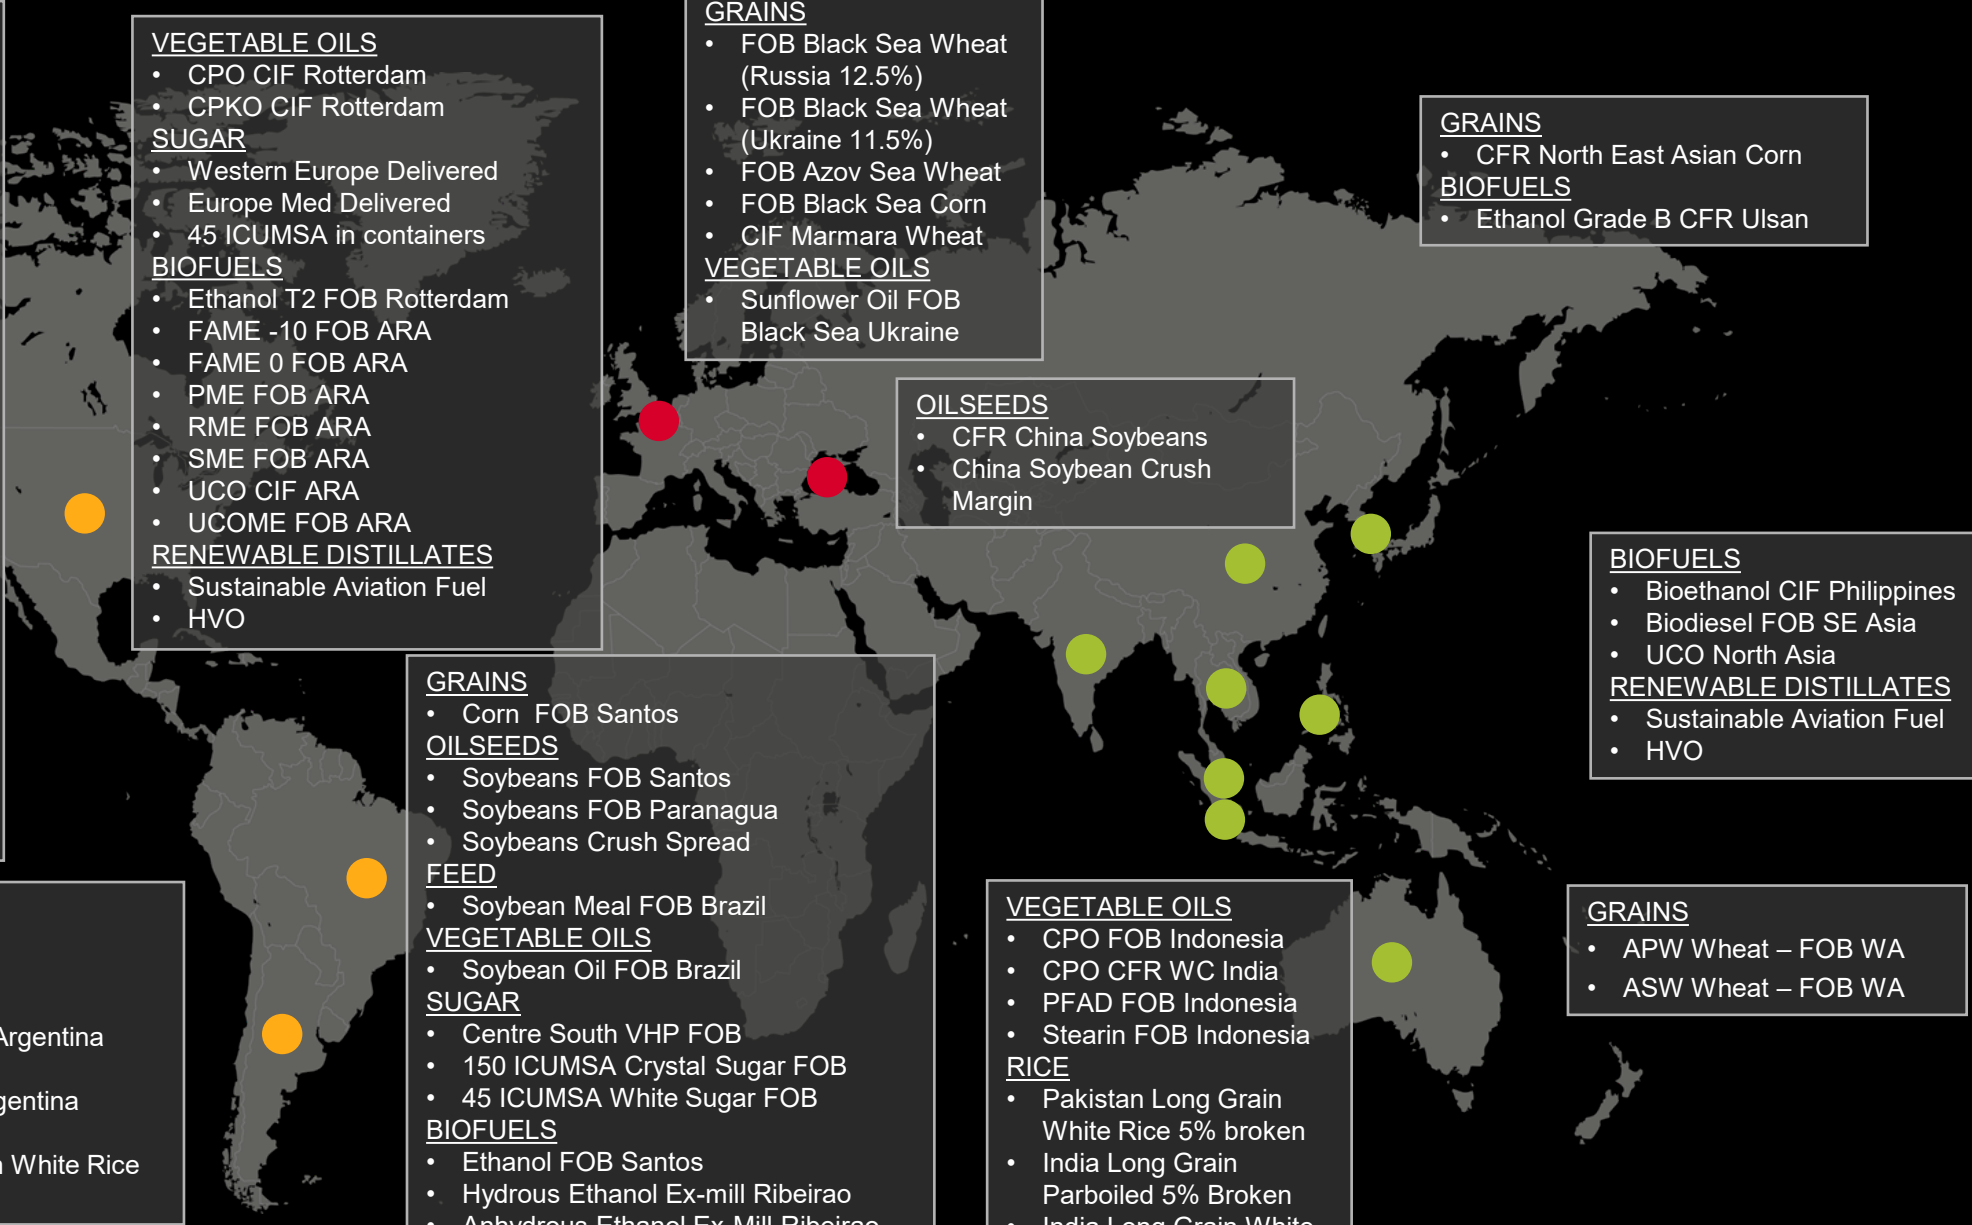 VEGETABLE OILS
• CPO CIF Rotterdam
• CPKO CIF Rotterdam
SUGAR
• Western Europe Delivered
• Europe Med Delivered
• 45 ICUMSA in containers
BIOFUELS
• Ethanol T2 FOB Rotterdam
• FAME -10 FOB ARA
• FAME 0 FOB ARA
• PME FOB ARA
• RME FOB ARA
• SME FOB ARA
• UCO CIF ARA
• UCOME FOB ARA
RENEWABLE DISTILLATES
• Sustainable Aviation Fuel
• HVO
GRAINS
• FOB Black Sea Wheat
(Russia 12.5%)
• FOB Black Sea Wheat
(Ukraine 11.5%)
• FOB Azov Sea Wheat
• FOB Black Sea Corn
• CIF Marmara Wheat
VEGETABLE OILS
• Sunflower Oil FOB
Black Sea Ukraine
GRAINS
• CFR North East Asian Corn
BIOFUELS
• Ethanol Grade B CFR Ulsan
OILSEEDS
• CFR China Soybeans
• China Soybean Crush
Margin
BIOFUELS
• Bioethanol CIF Philippines
• Biodiesel FOB SE Asia
• UCO North Asia
RENEWABLE DISTILLATES
• Sustainable Aviation Fuel
• HVO
GRAINS
• Corn FOB Santos
OILSEEDS
• Soybeans FOB Santos
• Soybeans FOB Paranagua
• Soybeans Crush Spread
FEED
• Soybean Meal FOB Brazil
VEGETABLE OILS
• Soybean Oil FOB Brazil
SUGAR
• Centre South VHP FOB
• 150 ICUMSA Crystal Sugar FOB
• 45 ICUMSA White Sugar FOB
BIOFUELS
• Ethanol FOB Santos
• Hydrous Ethanol Ex-mill Ribeirao
• Anhydrous Ethanol Ex-Mill Ribeirao
VEGETABLE OILS
• CPO FOB Indonesia
• CPO CFR WC India
• PFAD FOB Indonesia
• Stearin FOB Indonesia
RICE
• Pakistan Long Grain
White Rice 5% broken
• India Long Grain
Parboiled 5% Broken
• India Long Grain White
GRAINS
• APW Wheat – FOB WA
• ASW Wheat – FOB WA
Argentina
gentina
White Rice